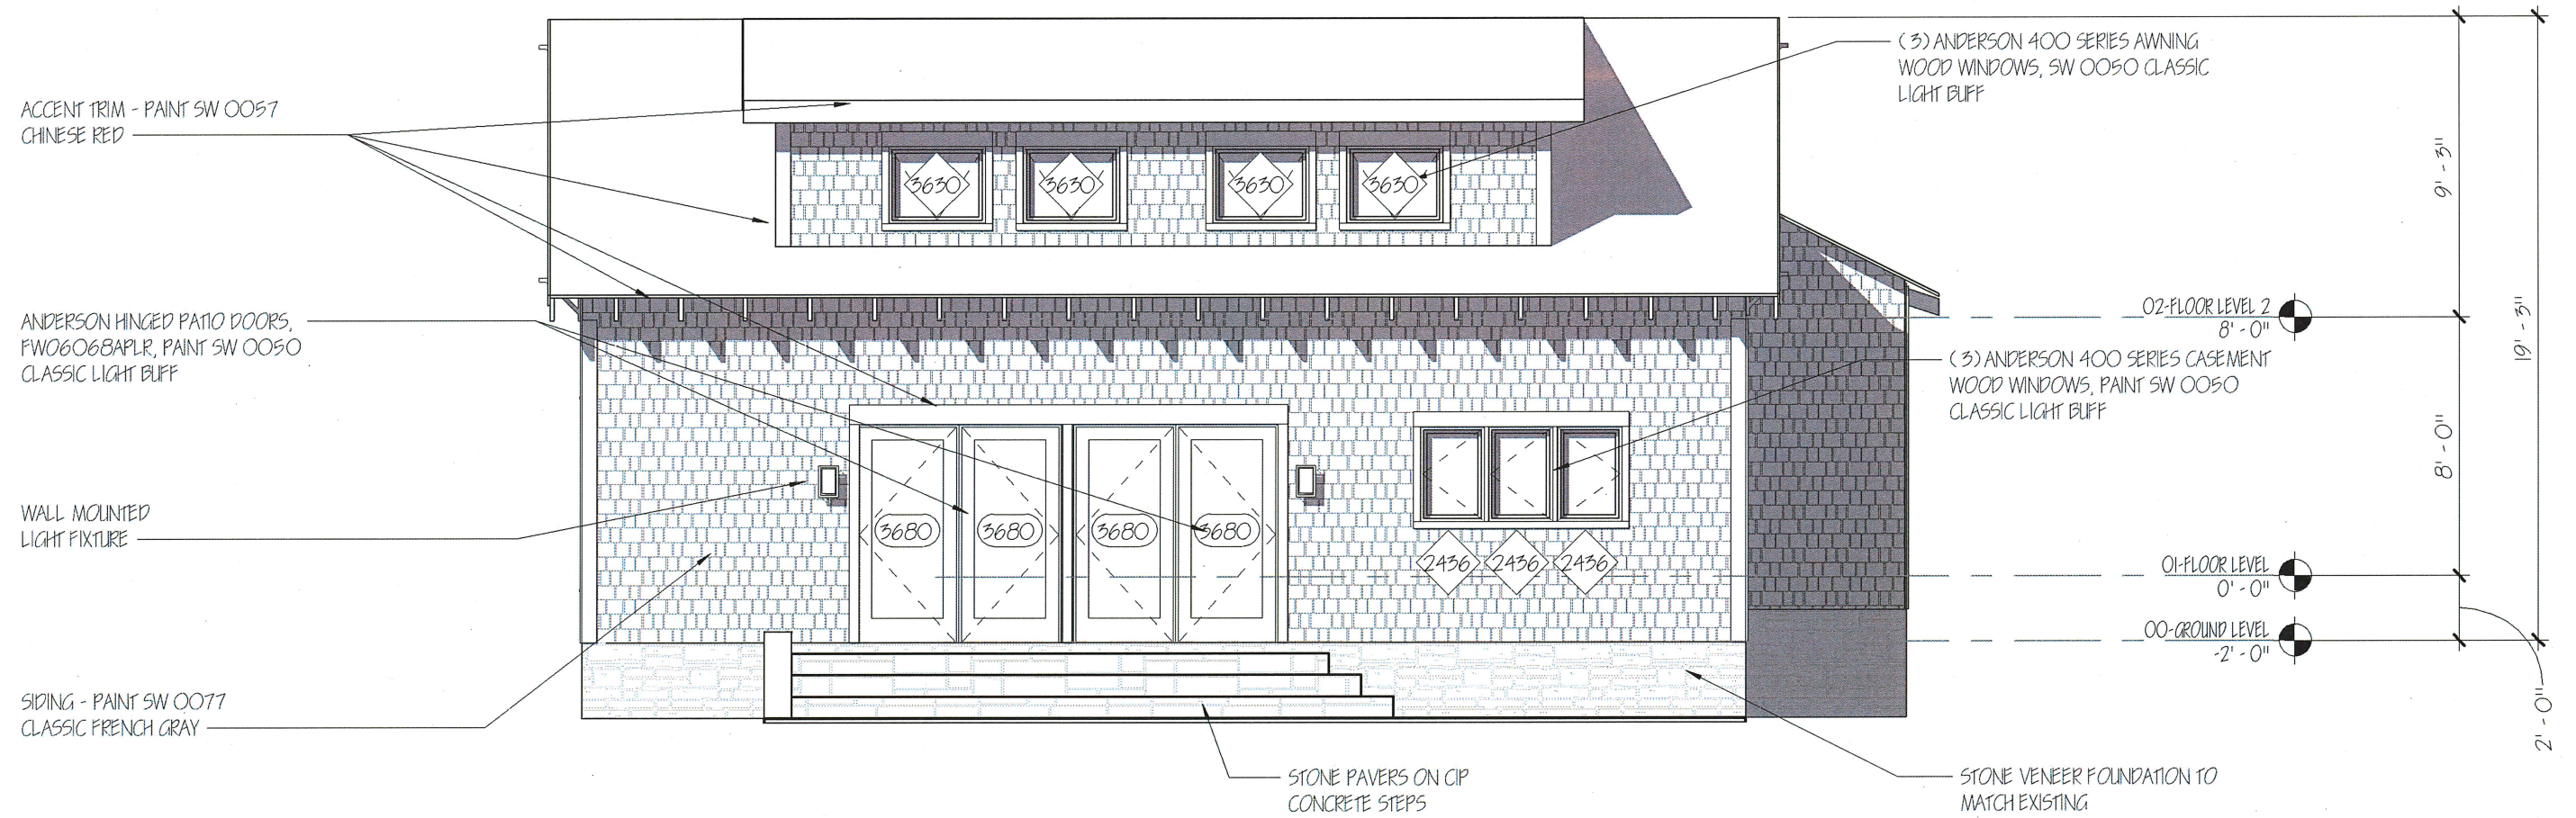 ACCENT TRIM - PAINT SW 0057
CHINESE RED
ANDERSON HINGED PATIO DOORS,
FWO6068APLR, PAINT SW 0050
CLASSIC LIGHT BUFF
WALL MOUNTED
LIGHT FIXTURE
SIDING - PAINT SW 0077
CLASSIC FRENCH GRAY
3630
3630
3630
3630
3680
3680
3680
3680
2436
2436
2436
STONE PAVERS ON CIP
CONCRETE STEPS
(3) ANDERSON 400 SERIES AWNING
WOOD WINDOWS, SW 0050 CLASSIC
LIGHT BUFF
02-FLOOR LEVEL 2
8' - 0"
(3) ANDERSON 400 SERIES CASEMENT
WOOD WINDOWS, PAINT SW 0050
CLASSIC LIGHT BUFF
01-FLOOR LEVEL
0' - 0"
00-GROUND LEVEL
-2' - 0"
STONE VENEER FOUNDATION TO
MATCH EXISTING
9' - 3"
8' - 0"
19' - 3"
2' - 0"